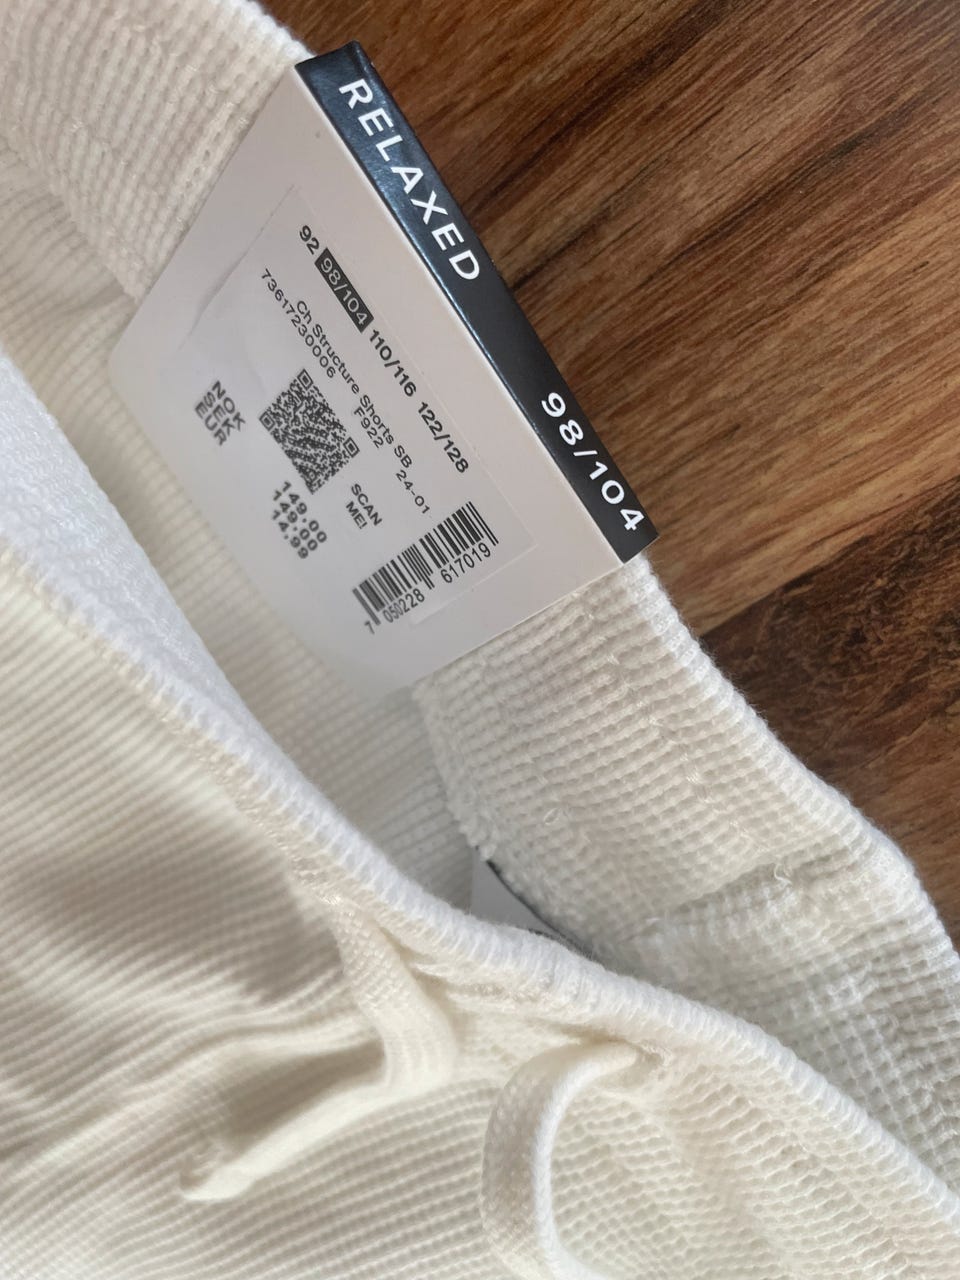 RELAXED 98/104
92 98/104 110/116 122/128
Ch Structure Shorts SB 24-01
73617230006 F922
SCAN
ME!
NOK 149.00
SEK 149.00
EUR 14.99
7 050228 617019